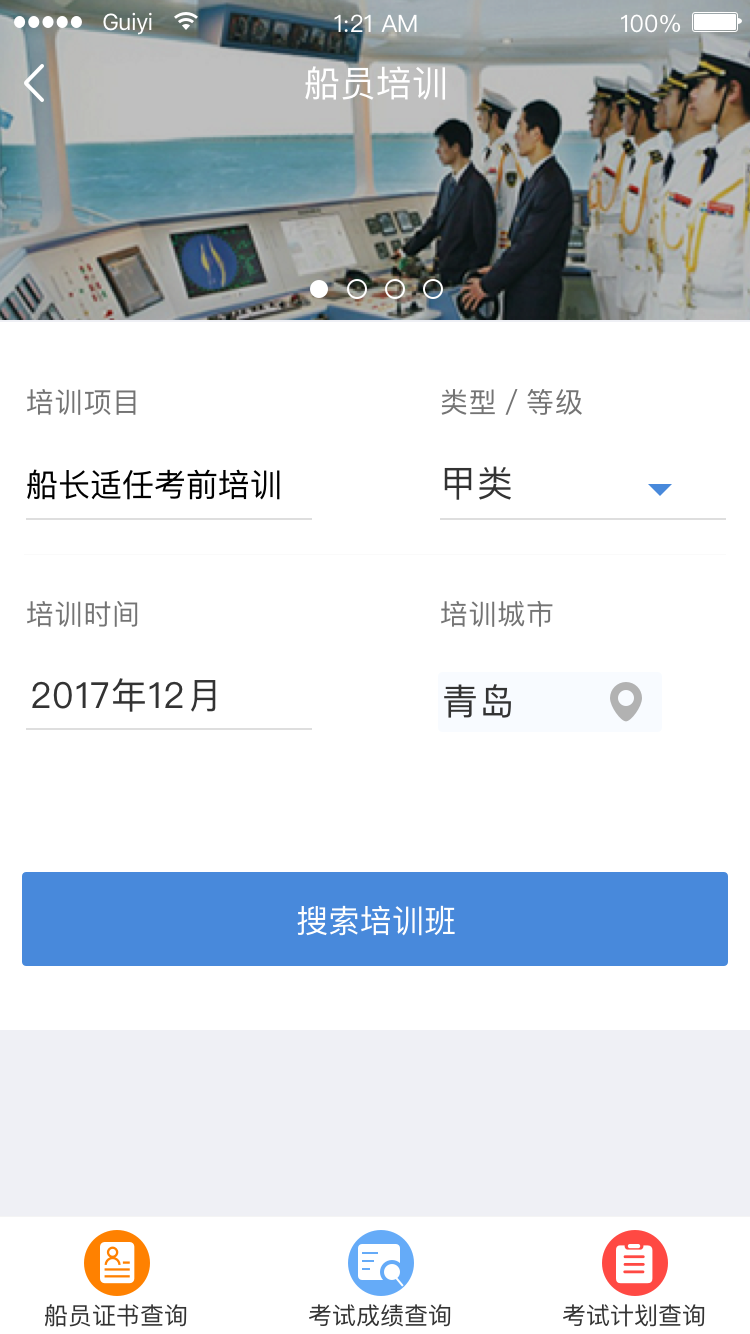 Guiyi 1:21 AM 100%
船员培训
培训项目 类型 / 等级
船长适任考前培训 甲类
培训时间 培训城市
2017年12月 青岛
搜索培训班
船员证书查询 考试成绩查询 考试计划查询